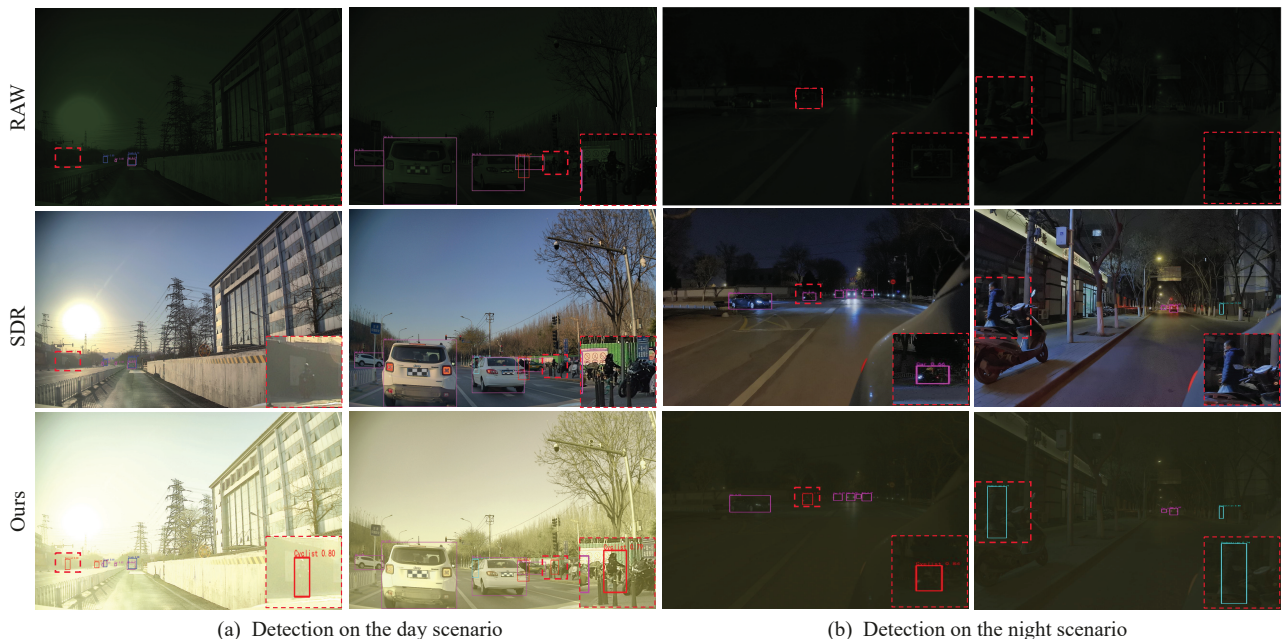 RAW
SDR
Ours
Cyclist 0.80
(a) Detection on the day scenario
(b) Detection on the night scenario